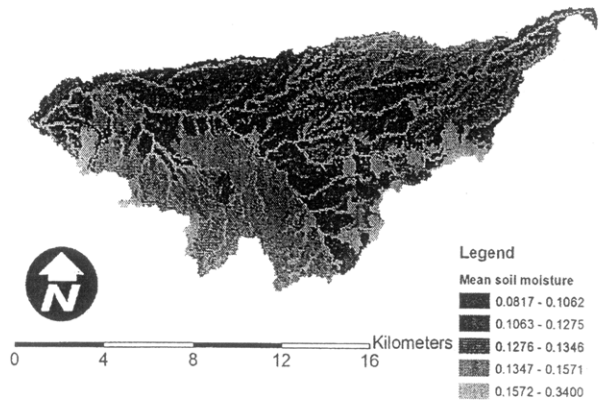 N
Legend
Mean soil moisture
0.0817 - 0.1062
0.1063 - 0.1275
0.1276 - 0.1346
0.1347 - 0.1571
0.1572 - 0.3400
Kilometers
0 4 8 12 16